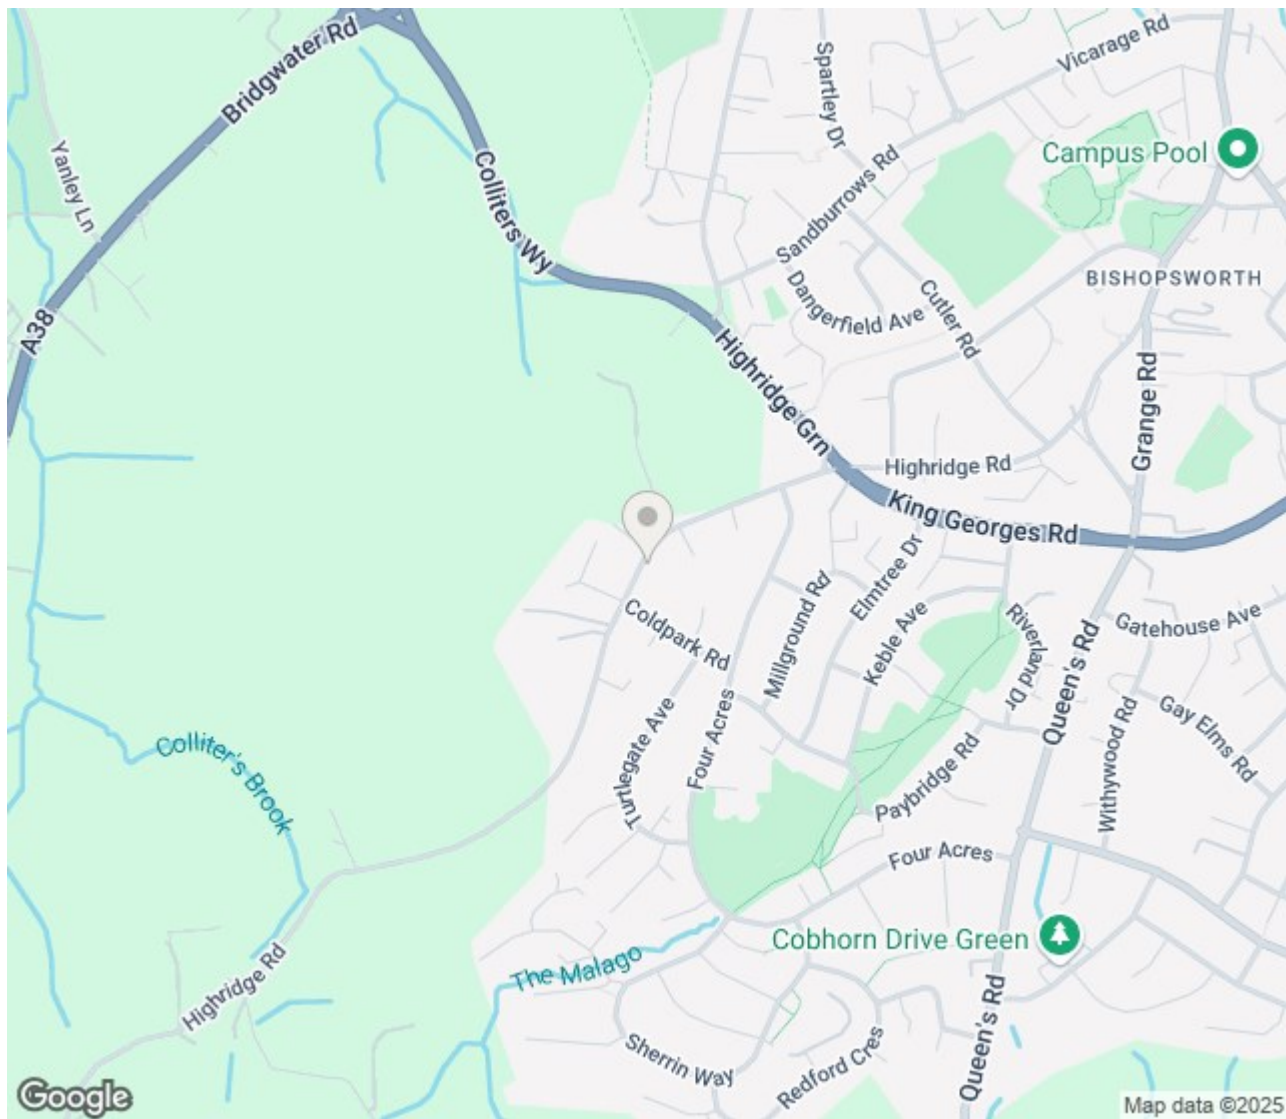 Bridgwater Rd
Spartley Dr
Vicarage Rd
Yanley Ln
Colliters Wy
Campus Pool
Sandburrows Rd
BISHOPSWORTH
A38
Dangerfield Ave
Cutler Rd
Highridge Grn
Grange Rd
Highridge Rd
King Georges Rd
Elmtree Dr
Millground Rd
Coldpark Rd
Keble Ave
Riverland Dr
Gatehouse Ave
Queen's Rd
Turtlegate Ave
Four Acres
Gay Elms Rd
Withywood Rd
Paybridge Rd
Colliter's Brook
Four Acres
Cobhorn Drive Green
The Malago
Highridge Rd
Queen's Rd
Sherrin Way
Redford Cres
Google
Map data ©2025